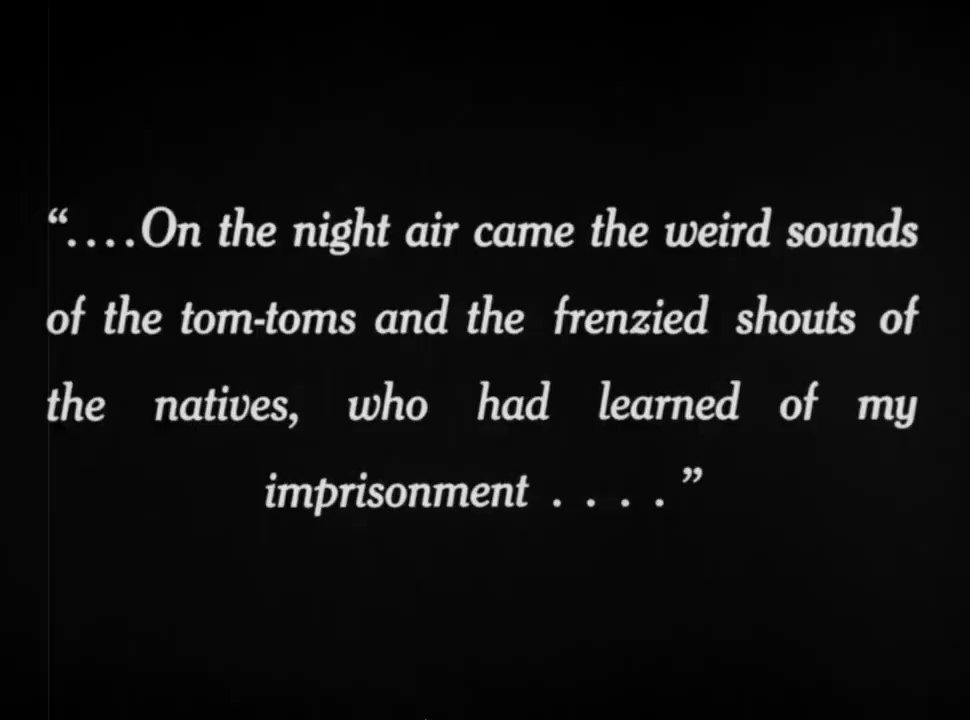 “....On the night air came the weird sounds
of the tom-toms and the frenzied shouts of
the natives, who had learned of my
imprisonment . . . .”